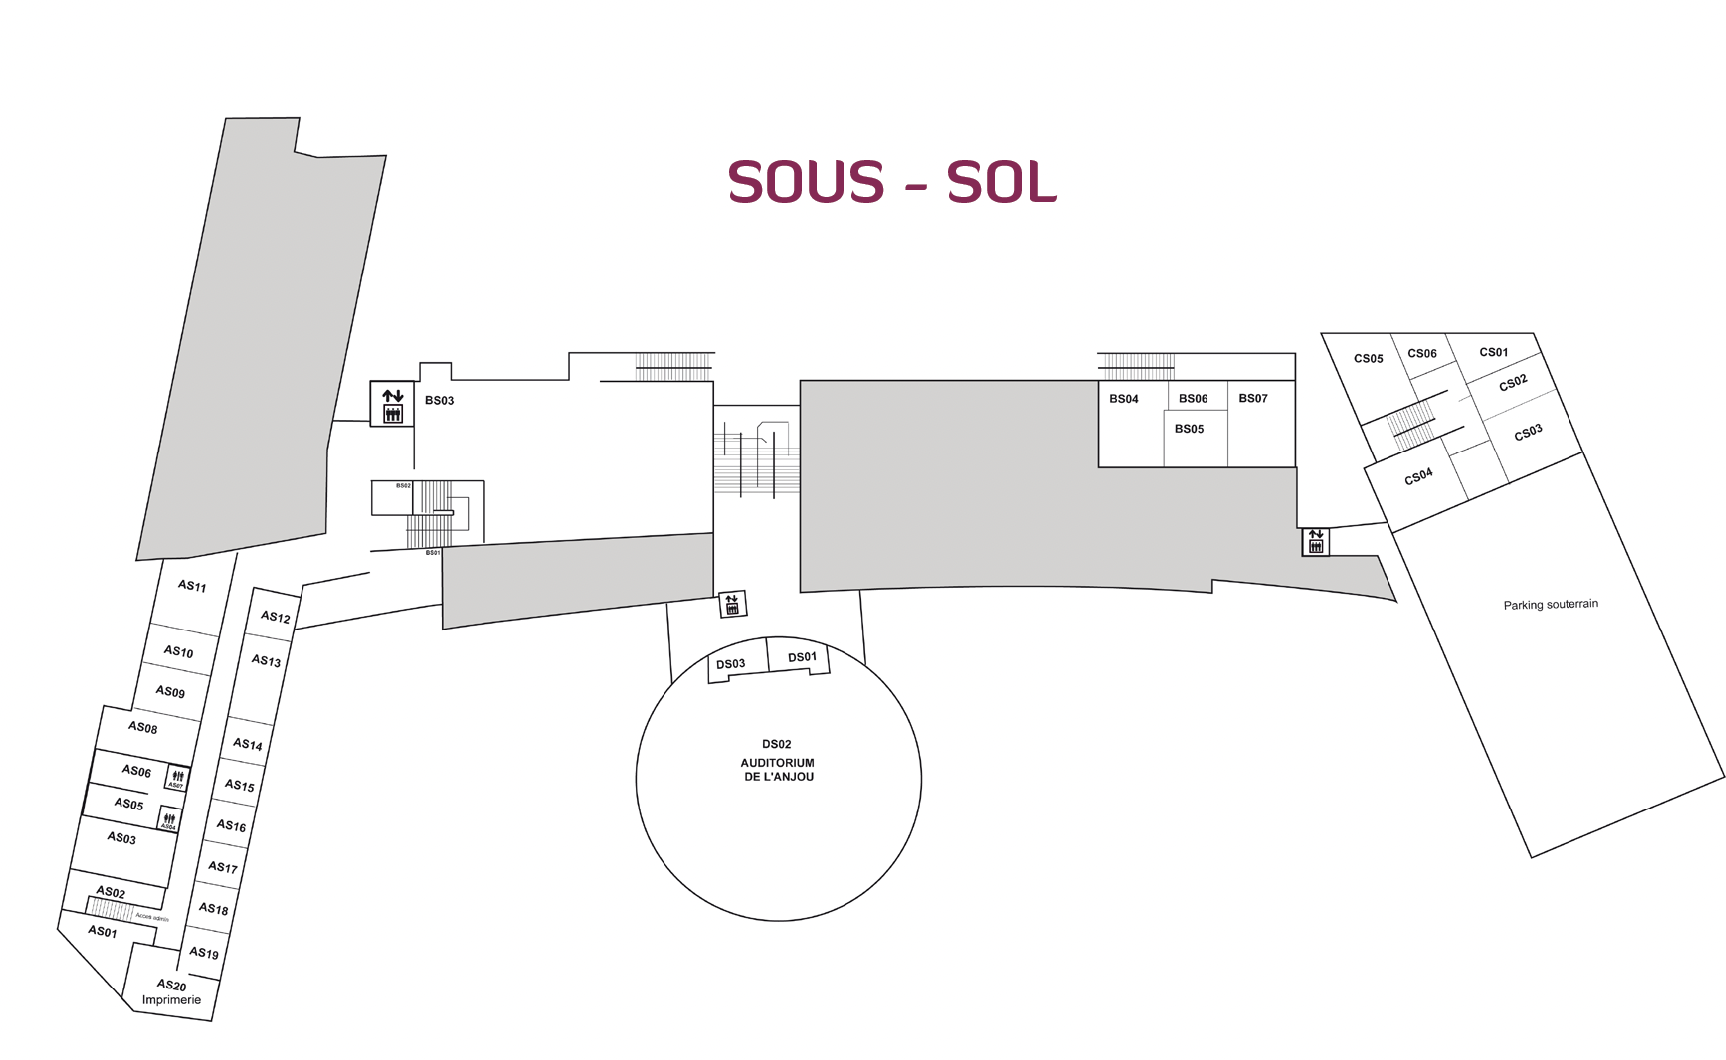 SOUS - SOL
BS03
BS02
BS01
BS04
BS06
BS07
BS05
CS05
CS06
CS01
CS02
CS03
CS04
Parking souterrain
AS11
AS12
AS10
AS13
AS09
AS08
AS14
AS06
AS07
AS15
AS05
AS04
AS16
AS03
AS17
AS02
AS18
Acces admin
AS01
AS19
AS20
Imprimerie
DS03
DS01
DS02
AUDITORIUM
DE L'ANJOU